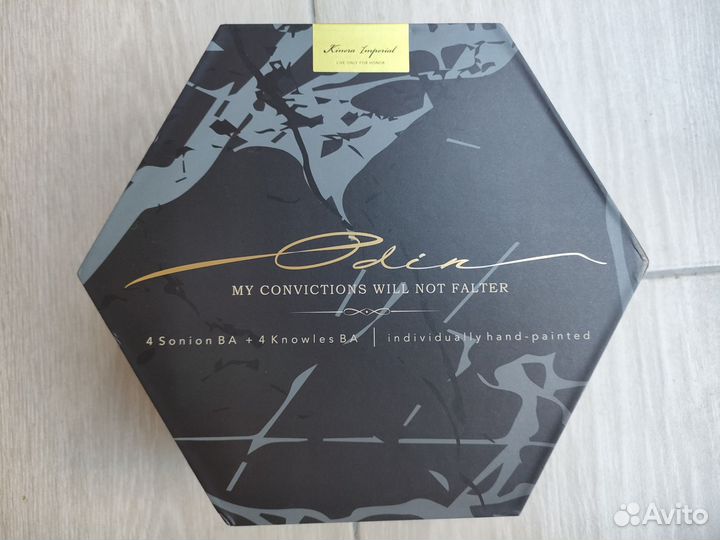 Kinera Imperial
LIVE ONLY FOR HONOR
Odin
MY CONVICTIONS WILL NOT FALTER
4 Sonion BA + 4 Knowles BA | individually hand-painted
Avito